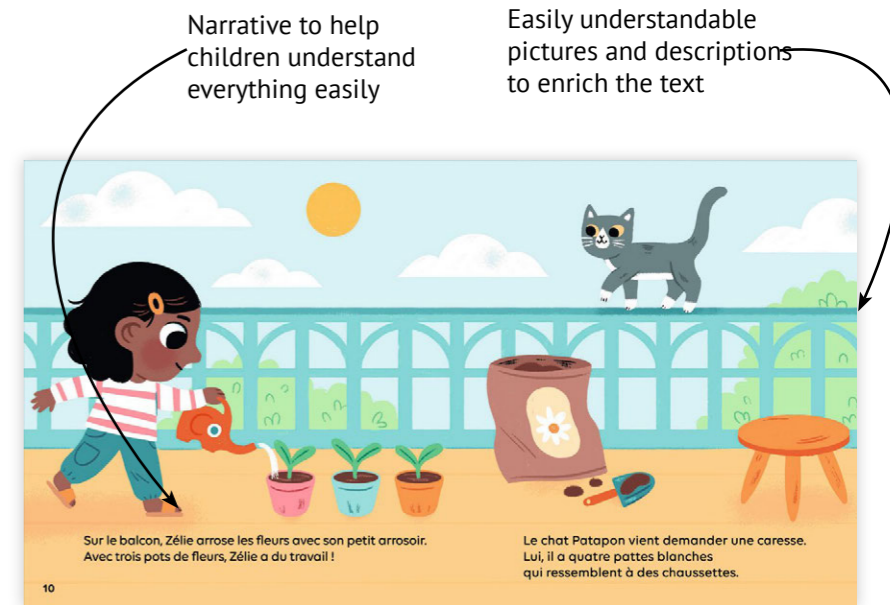 Narrative to help
children understand
everything easily
Easily understandable
pictures and descriptions
to enrich the text
Sur le balcon, Zélie arrose les fleurs avec son petit arrosoir.
Avec trois pots de fleurs, Zélie a du travail !
Le chat Patapon vient demander une caresse.
Lui, il a quatre pattes blanches
qui ressemblent à des chaussettes.
10